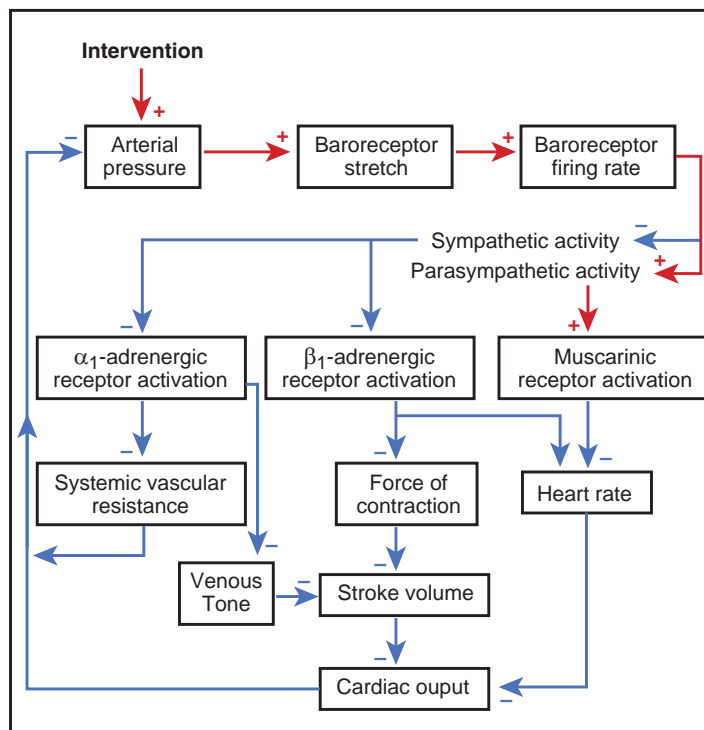 Intervention
+
−
Arterial
pressure
+
Baroreceptor
stretch
+
Baroreceptor
firing rate
−
Sympathetic activity
+
Parasympathetic activity
−
−
+
α1-adrenergic
receptor activation
β1-adrenergic
receptor activation
Muscarinic
receptor activation
−
−
−
Systemic vascular
resistance
Force of
contraction
Heart rate
−
−
Venous
Tone
−
Stroke volume
−
Cardiac ouput
−